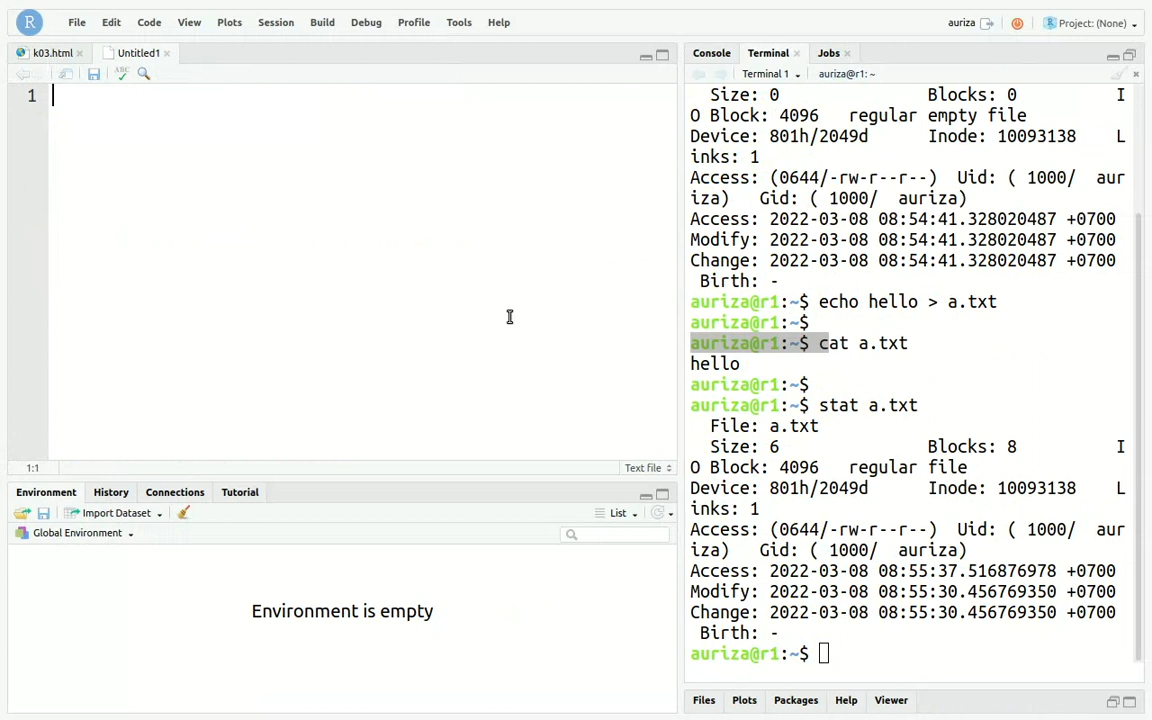 File Edit Code View Plots Session Build Debug Profile Tools Help
auriza
Project: (None)
k03.html
Untitled1
ABC
1
1:1
Text file
Environment History Connections Tutorial
Import Dataset
List
Global Environment
Environment is empty
Console Terminal Jobs
Terminal 1 auriza@r1: ~
Size: 0 Blocks: 0 I
O Block: 4096 regular empty file
Device: 801h/2049d Inode: 10093138 L
inks: 1
Access: (0644/-rw-r--r--) Uid: ( 1000/ aur
iza) Gid: ( 1000/ auriza)
Access: 2022-03-08 08:54:41.328020487 +0700
Modify: 2022-03-08 08:54:41.328020487 +0700
Change: 2022-03-08 08:54:41.328020487 +0700
Birth: -
auriza@r1:~$ echo hello > a.txt
auriza@r1:~$
auriza@r1:~$ cat a.txt
hello
auriza@r1:~$
auriza@r1:~$ stat a.txt
File: a.txt
Size: 6 Blocks: 8 I
O Block: 4096 regular file
Device: 801h/2049d Inode: 10093138 L
inks: 1
Access: (0644/-rw-r--r--) Uid: ( 1000/ aur
iza) Gid: ( 1000/ auriza)
Access: 2022-03-08 08:55:37.516876978 +0700
Modify: 2022-03-08 08:55:30.456769350 +0700
Change: 2022-03-08 08:55:30.456769350 +0700
Birth: -
auriza@r1:~$
Files Plots Packages Help Viewer